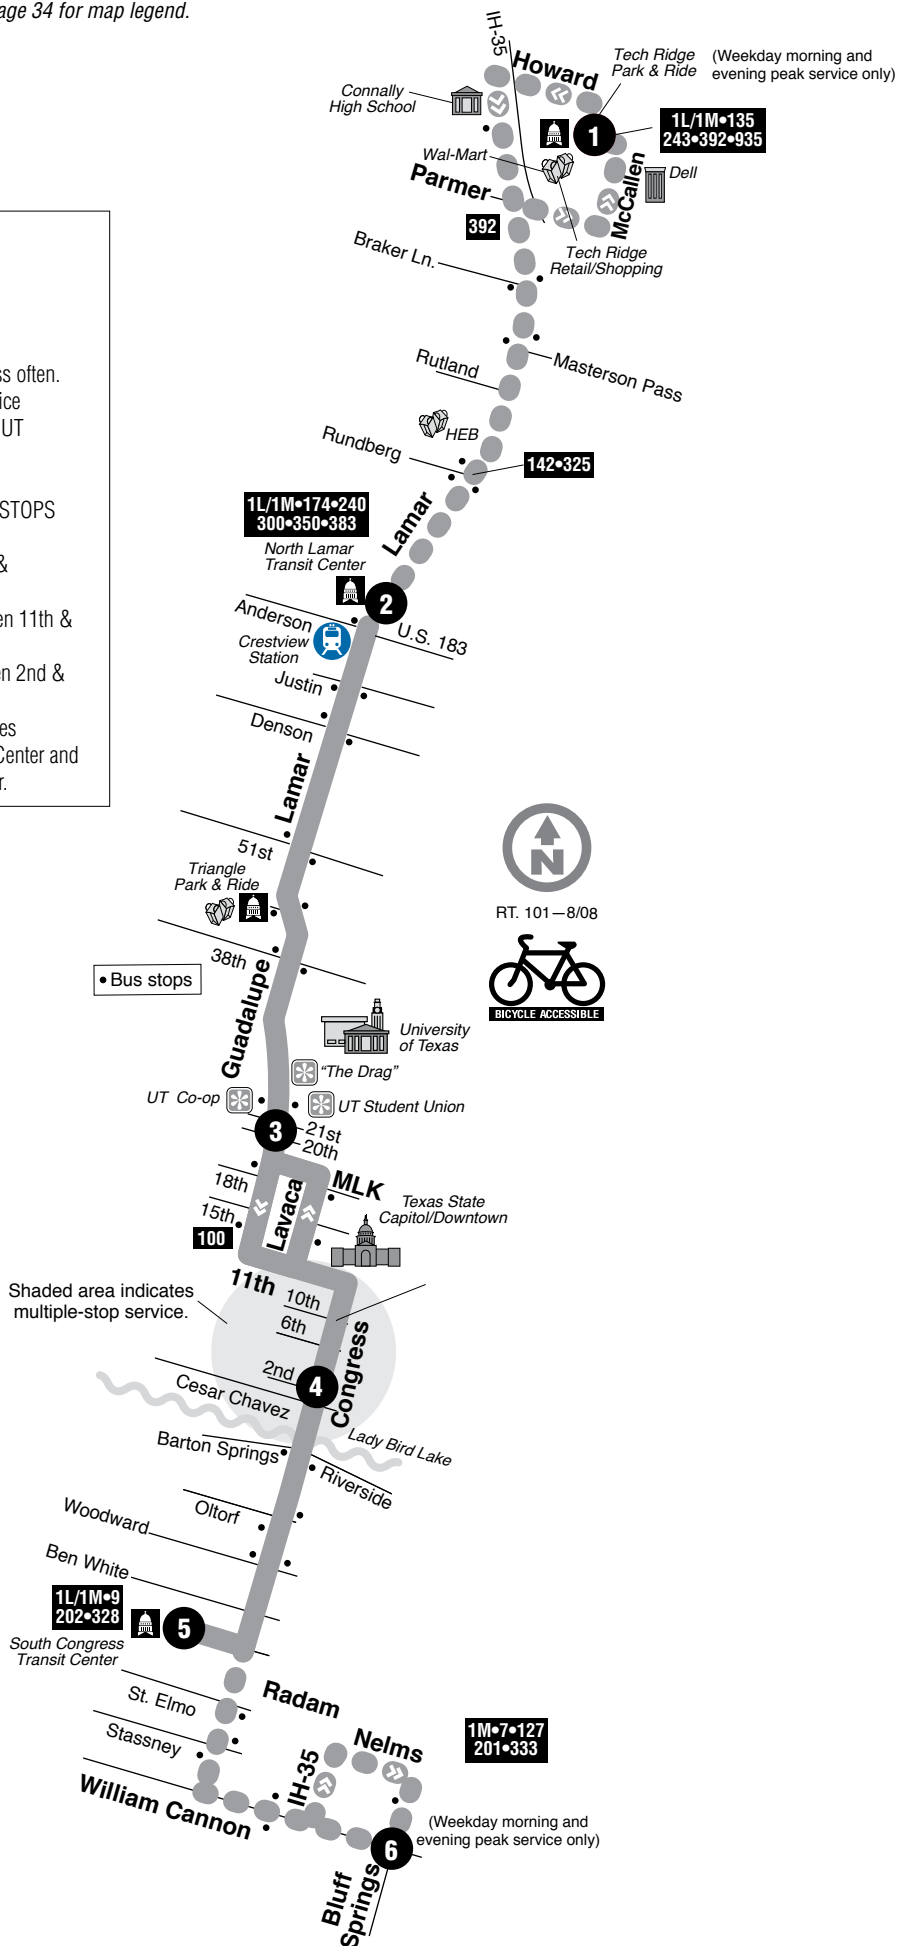 age 34 for map legend.
IH-35
Howard
Tech Ridge
Park & Ride
(Weekday morning and
evening peak service only)
Connally
High School
1
1L/1M•135
243•392•935
Wal-Mart
McCallen
Dell
Parmer
392
Tech Ridge
Retail/Shopping
Braker Ln.
Rutland
Masterson Pass
HEB
Rundberg
142•325
Lamar
1L/1M•174•240
300•350•383
North Lamar
Transit Center
2
Anderson
U.S. 183
Crestview
Station
Justin
Denson
Lamar
51st
Triangle
Park & Ride
38th
Guadalupe
ss often.
ice
UT
STOPS
&
en 11th &
n 2nd &
es
Center and
r.
N
RT. 101—8/08
BICYCLE ACCESSIBLE
• Bus stops
University
of Texas
"The Drag"
UT Co-op
UT Student Union
3
21st
20th
18th
MLK
15th
Lavaca
100
Texas State
Capitol/Downtown
11th
Shaded area indicates
multiple-stop service.
10th
6th
Congress
2nd
4
Cesar Chavez
Lady Bird Lake
Barton Springs
Riverside
Oltorf
Woodward
Ben White
1L/1M•9
202•328
5
South Congress
Transit Center
St. Elmo
Radam
Stassney
Nelms
1M•7•127
201•333
IH-35
William Cannon
(Weekday morning and
evening peak service only)
6
Bluff
Springs